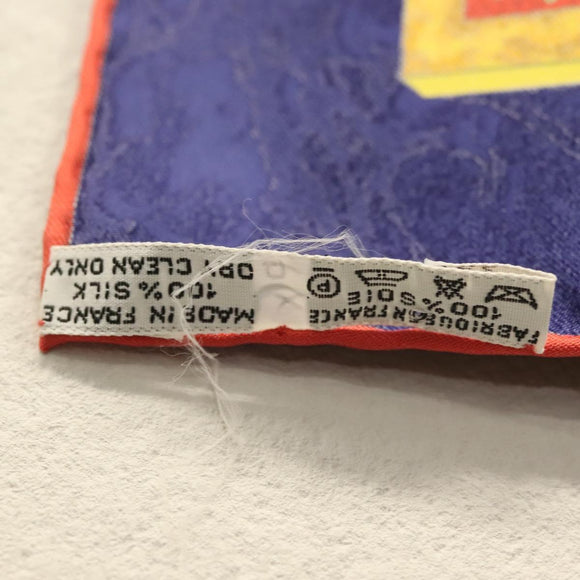 MADE IN FRANCE
100% SILK
DRY CLEAN ONLY
FABRIQUE EN FRANCE
100% SOIE
P